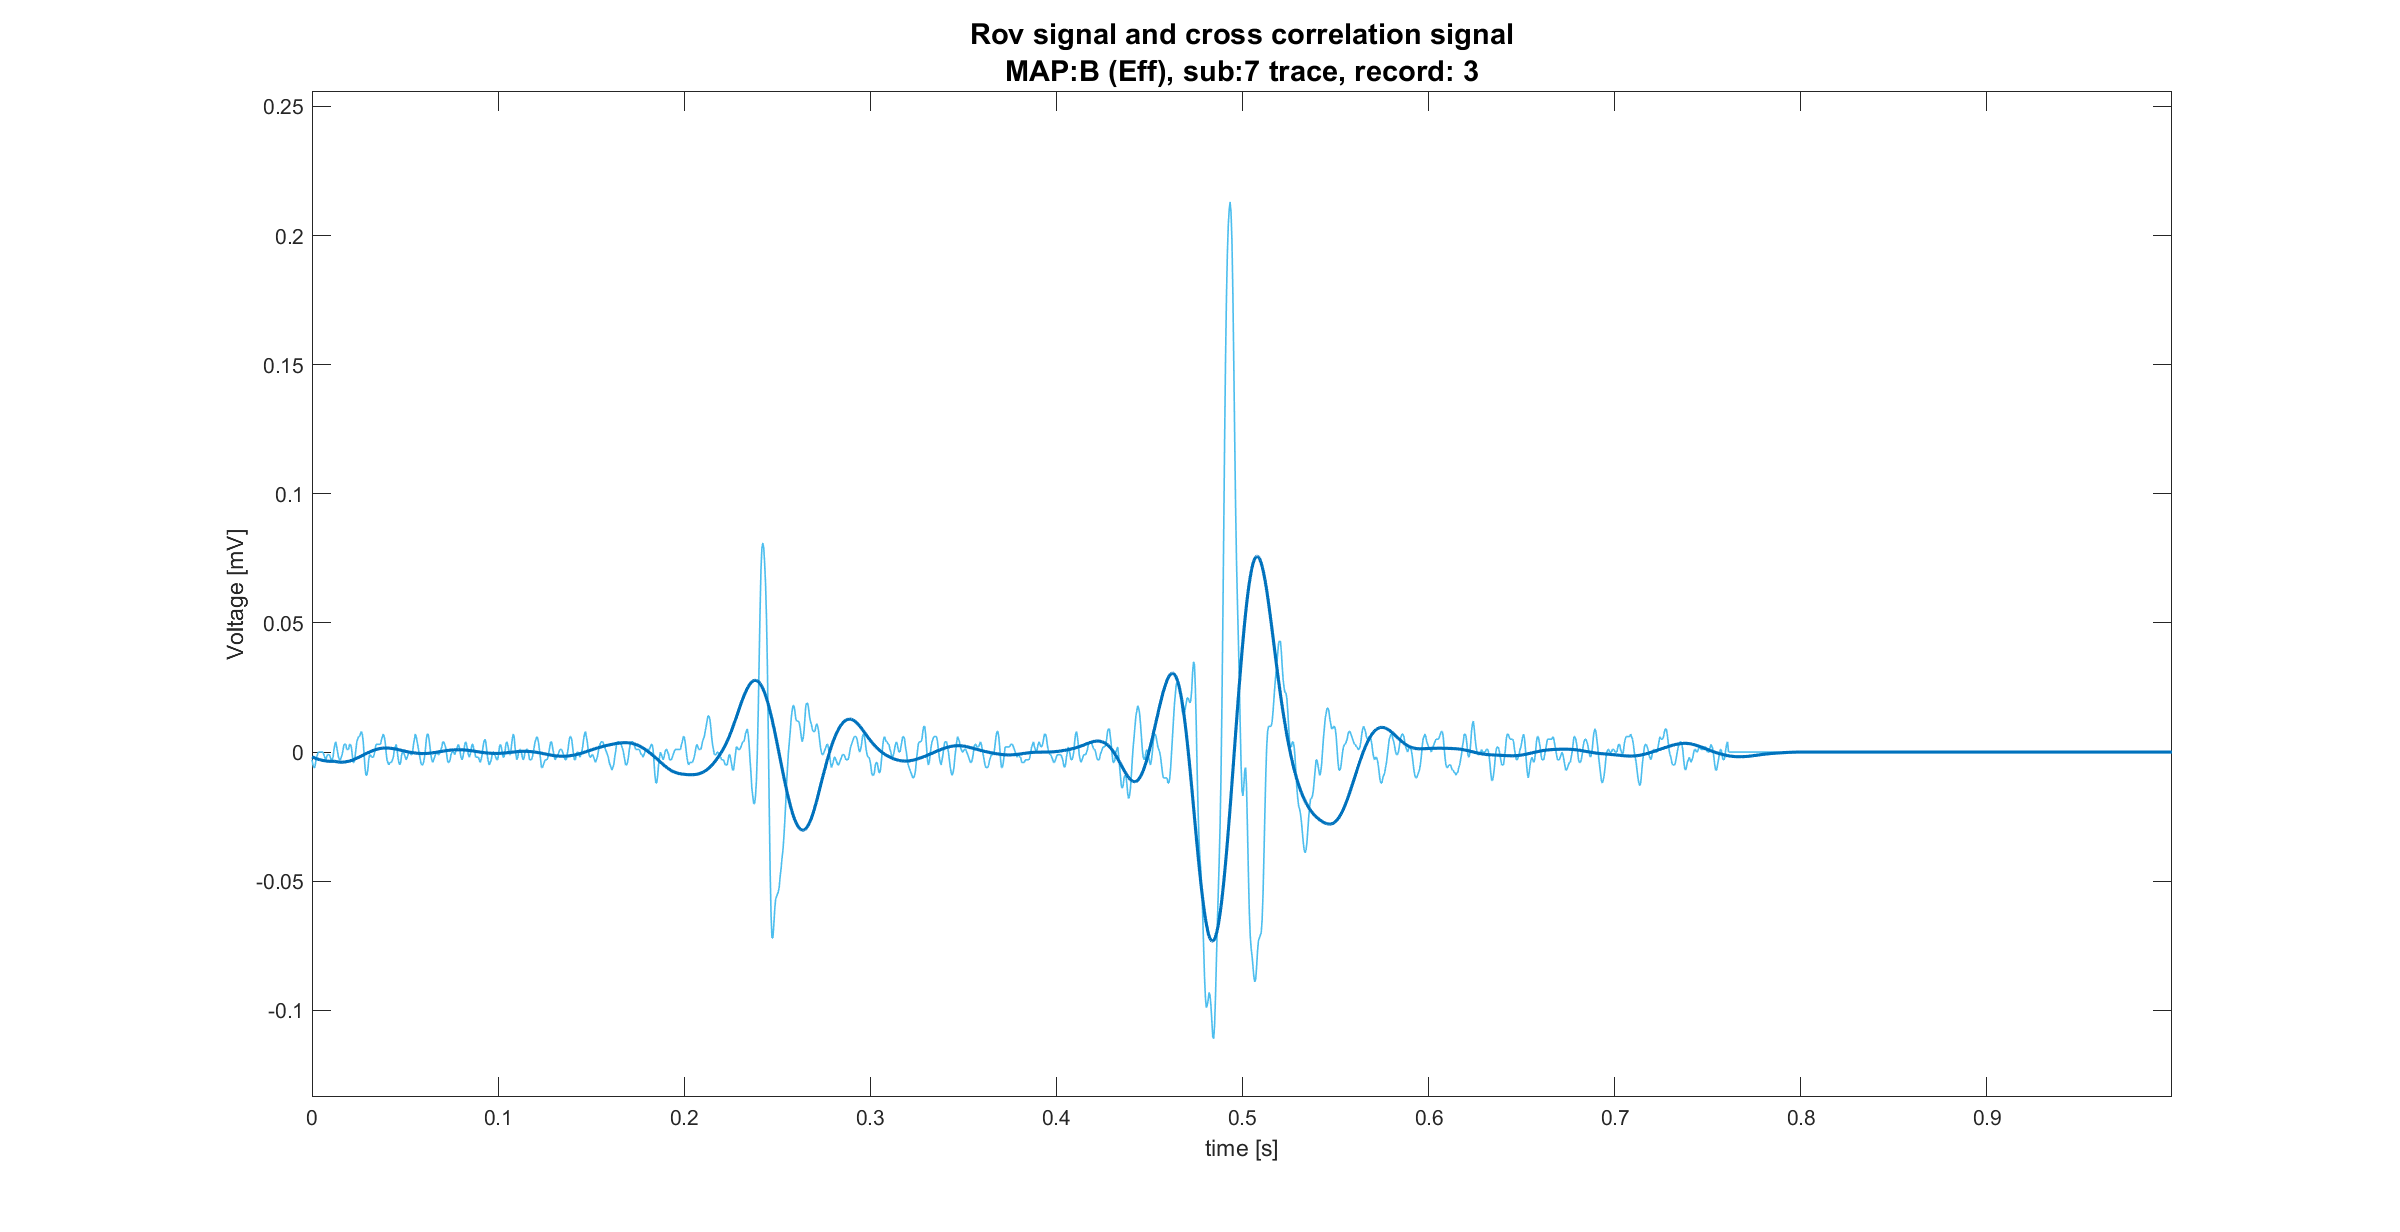 Rov signal and cross correlation signal
MAP:B (Eff), sub:7 trace, record: 3
0.25
0.2
0.15
0.1
0.05
0
-0.05
-0.1
Voltage [mV]
0 0.1 0.2 0.3 0.4 0.5 0.6 0.7 0.8 0.9
time [s]